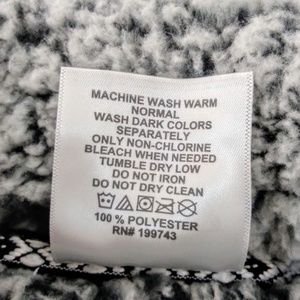 MACHINE WASH WARM
NORMAL
WASH DARK COLORS
SEPARATELY
ONLY NON-CHLORINE
BLEACH WHEN NEEDED
TUMBLE DRY LOW
DO NOT IRON
DO NOT DRY CLEAN
100% POLYESTER
RN# 199743